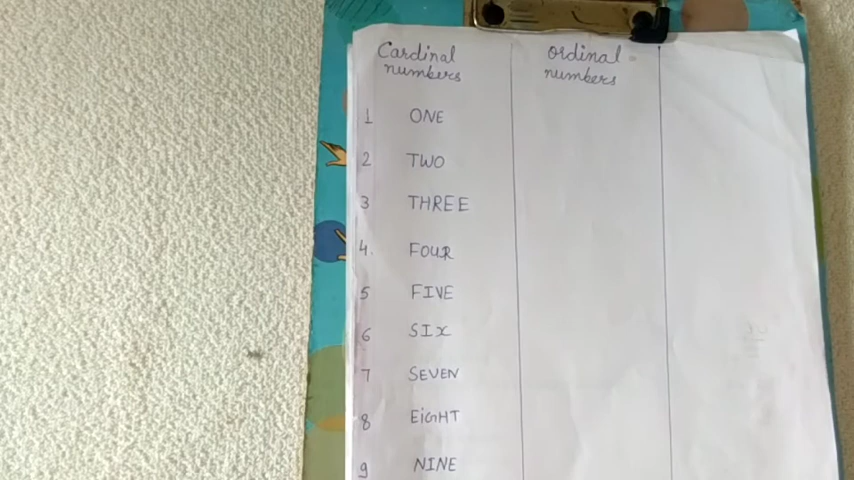 Cardinal numbers
ordinal numbers
1 ONE
2 TWO
3 THREE
4. FOUR
5 FIVE
6 SIX
7 SEVEN
8 EiGHT
9 NINE